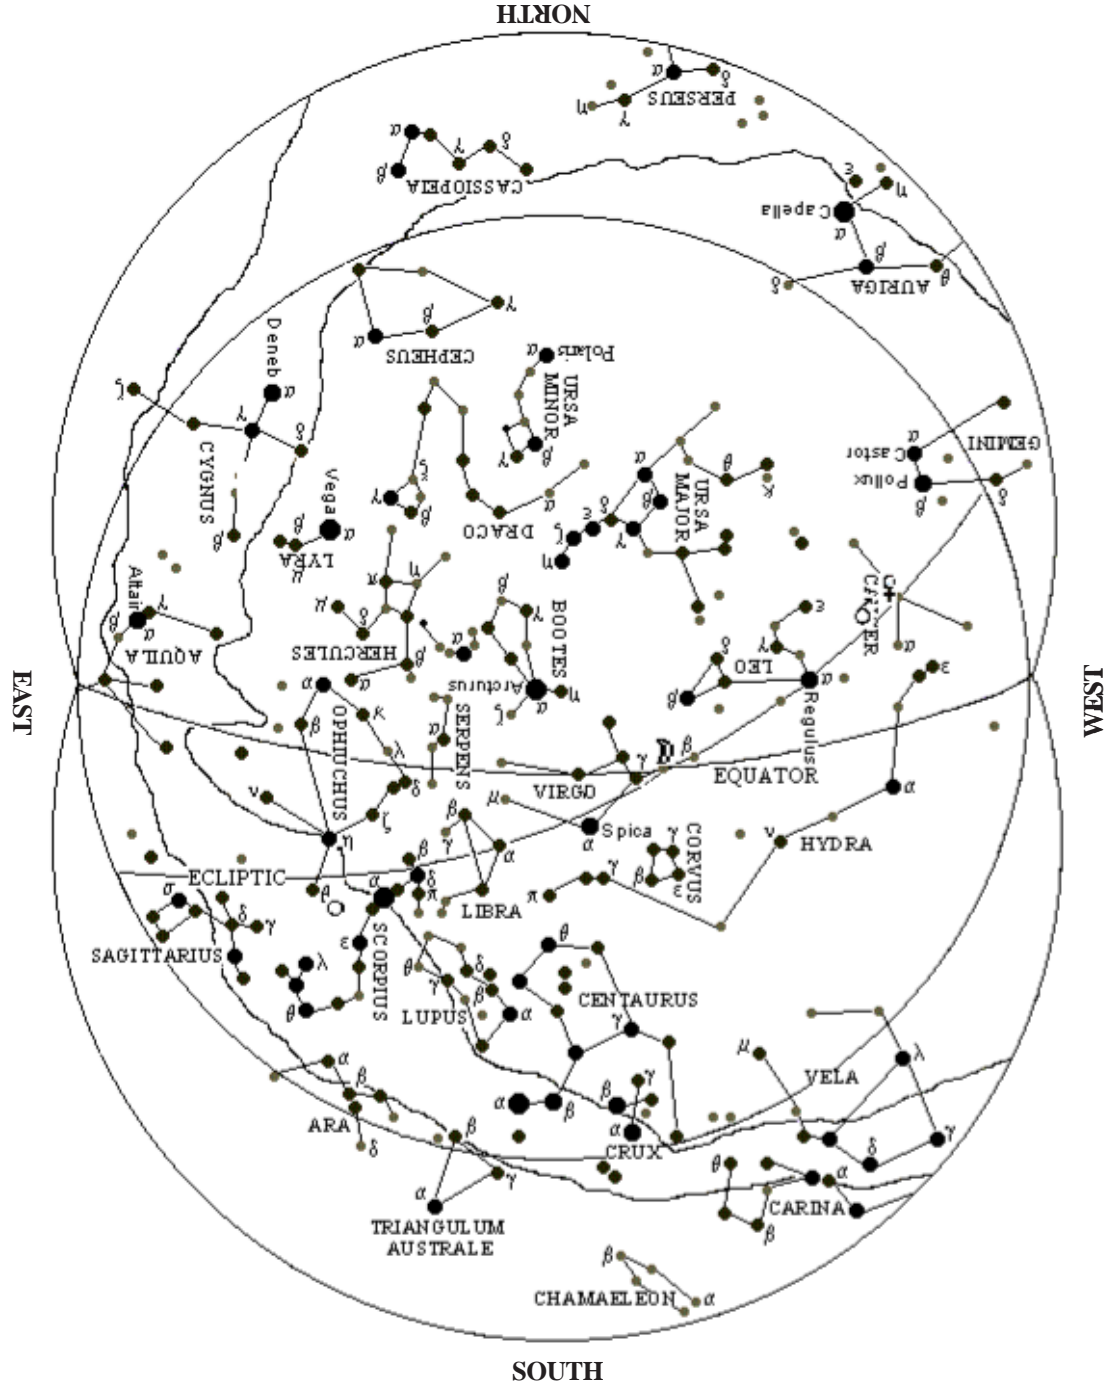 NORTH
α
δ
PERSEUS
η
γ
α
γ
δ
β
CASSIOPEIA
ε
η
Capella
α
β
δ
AURIGA
θ
γ
β
α
CEPHEUS
Deneb
α
Polaris
α
URSA
MINOR
β
γ
ζ
γ
δ
CYGNUS
β
Vega
α
β
LYRA
μ
ζ
γ
β
DRACO
α
α
β
URSA
MAJOR
θ
κ
δ
ε
γ
ζ
η
GEMINI
α
Castor
Pollux
β
δ
Altair
γ
β
α
AQUILA
π
η
μ
δ
HERCULES
β
α
α
β
γ
BOOTES
Arcturus
α
η
ζ
CANCER
α
ε
γ
LEO
δ
β
α
Regulus
ε
EAST
WEST
α
β
κ
OPHIUCHUS
λ
δ
ν
ζ
η
θ
SERPENS
α
VIRGO
γ
β
EQUATOR
μ
Spica
α
β
γ
α
LIBRA
γ
CORVUS
β
ε
ν
HYDRA
α
π
γ
ECLIPTIC
σ
δ
γ
SAGITTARIUS
β
δ
π
α
SCORPIUS
ε
λ
θ
θ
δ
γ
β
LUPUS
α
θ
CENTAURUS
γ
α
β
β
γ
α
CRUX
μ
VELA
λ
γ
δ
α
β
ARA
δ
β
α
γ
TRIANGULUM
AUSTRALE
θ
α
CARINA
β
β
CHAMAELEON
α
SOUTH